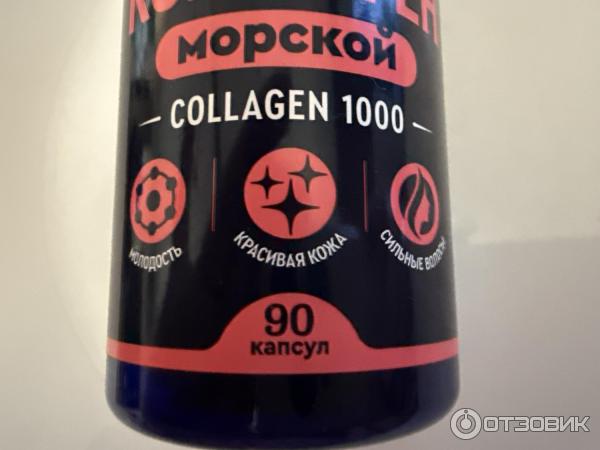 морской
COLLAGEN 1000
МОЛОДОСТЬ
КРАСИВАЯ КОЖА
СИЛЬНЫЕ ВОЛОСЫ
90
капсул
ОТЗОВИК